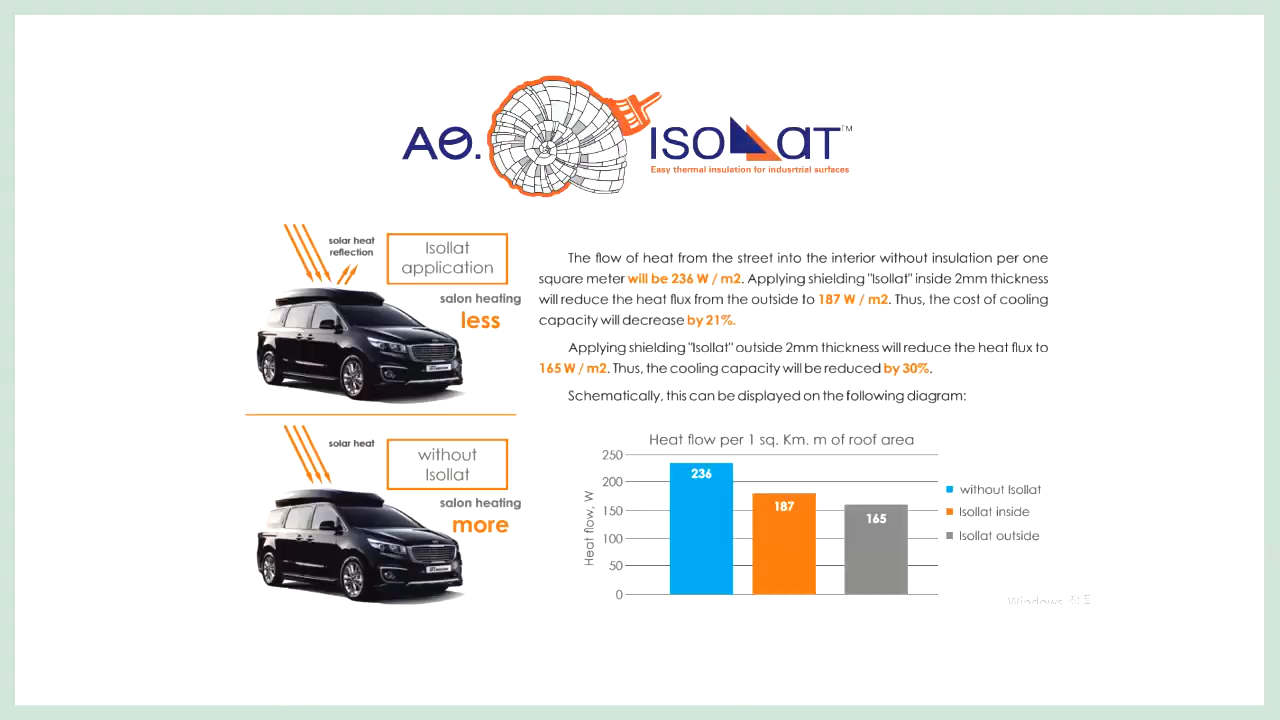 AO.
ISOLLAT™
Easy thermal insulation for indusrtrial surfaces
solar heat
reflection
Isollat
application
salon heating
less
The flow of heat from the street into the interior without insulation per one
square meter will be 236 W / m2. Applying shielding "Isollat" inside 2mm thickness
will reduce the heat flux from the outside to 187 W / m2. Thus, the cost of cooling
capacity will decrease by 21%.
Applying shielding "Isollat" outside 2mm thickness will reduce the heat flux to
165 W / m2. Thus, the cooling capacity will be reduced by 30%.
Schematically, this can be displayed on the following diagram:
solar heat
without
Isollat
salon heating
more
Heat flow per 1 sq. Km. m of roof area
Heat flow, W
250
200
150
100
50
0
236
187
165
without Isollat
Isollat inside
Isollat outside
Windows